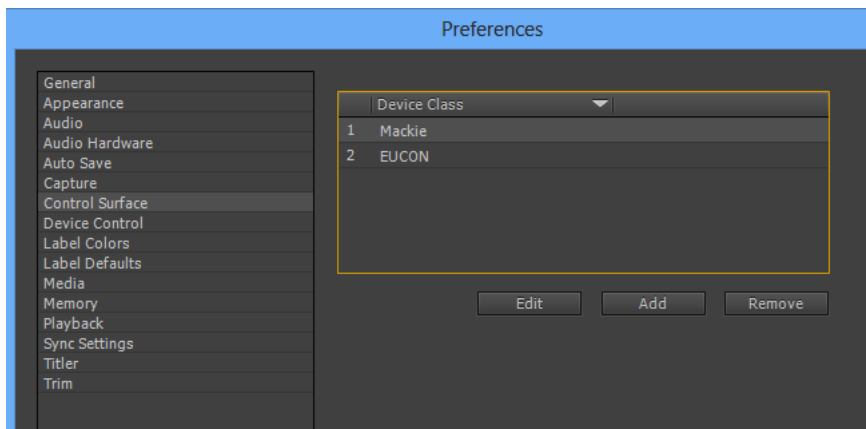 Preferences
General
Appearance
Audio
Audio Hardware
Auto Save
Capture
Control Surface
Device Control
Label Colors
Label Defaults
Media
Memory
Playback
Sync Settings
Titler
Trim
Device Class
1 Mackie
2 EUCON
Edit Add Remove